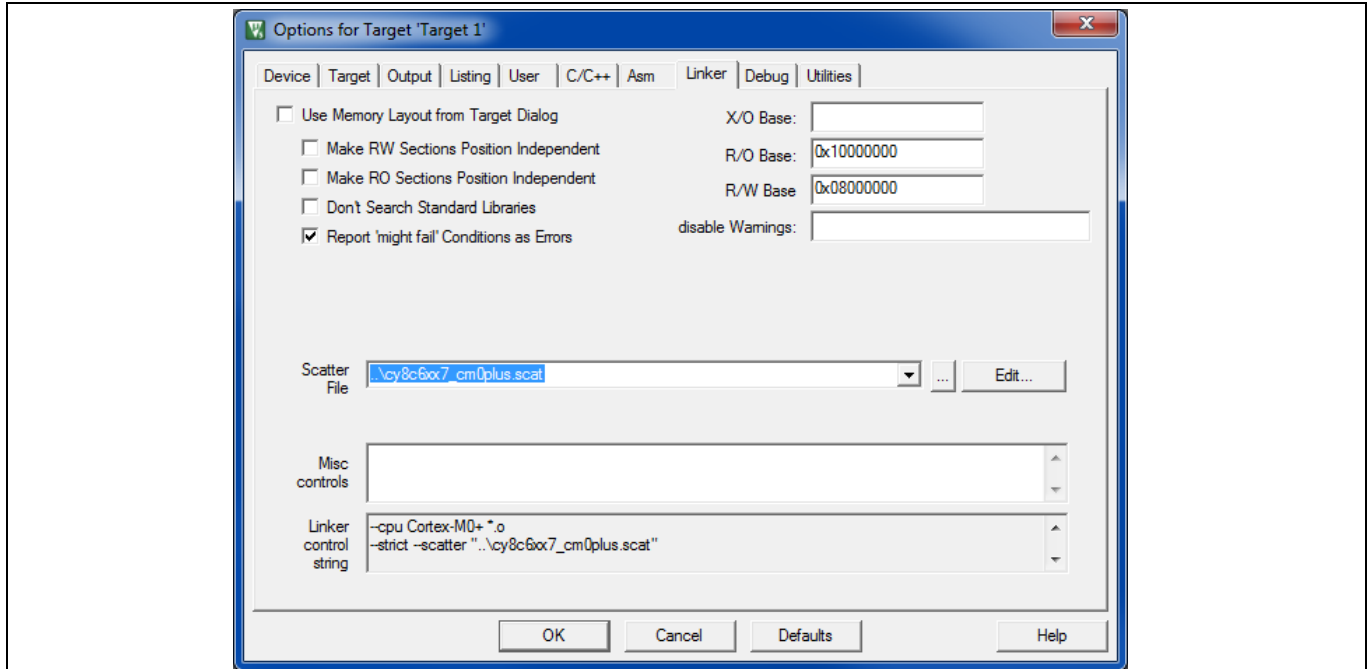 Options for Target 'Target 1'
Device Target Output Listing User C/C++ Asm Linker Debug Utilities
Use Memory Layout from Target Dialog
Make RW Sections Position Independent
Make RO Sections Position Independent
Don't Search Standard Libraries
Report 'might fail' Conditions as Errors
X/O Base:
R/O Base: 0x10000000
R/W Base 0x08000000
disable Warnings:
Scatter File ..\cy8c6xx7_cm0plus.scat ... Edit...
Misc
controls
Linker
control
string
--cpu Cortex-M0+ *.o
--strict --scatter "..\cy8c6xx7_cm0plus.scat"
OK Cancel Defaults Help